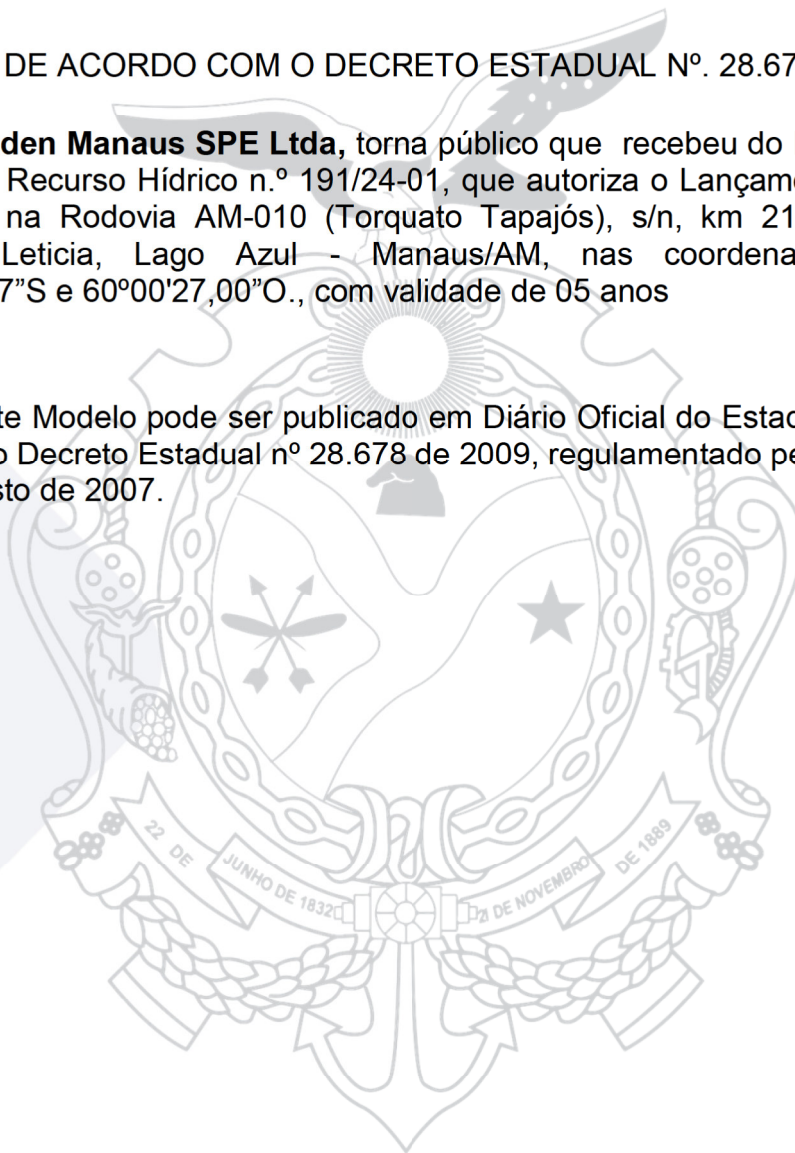 DE ACORDO COM O DECRETO ESTADUAL Nº. 28.67
den Manaus SPE Ltda, torna público que recebeu do
Recurso Hídrico n.º 191/24-01, que autoriza o Lançam
na Rodovia AM-010 (Torquato Tapajós), s/n, km 21
Leticia, Lago Azul - Manaus/AM, nas coordena
7”S e 60º00'27,00”O., com validade de 05 anos
te Modelo pode ser publicado em Diário Oficial do Estad
o Decreto Estadual nº 28.678 de 2009, regulamentado pe
sto de 2007.
22 DE JUNHO DE 1832 21 DE NOVEMBRO DE 1889